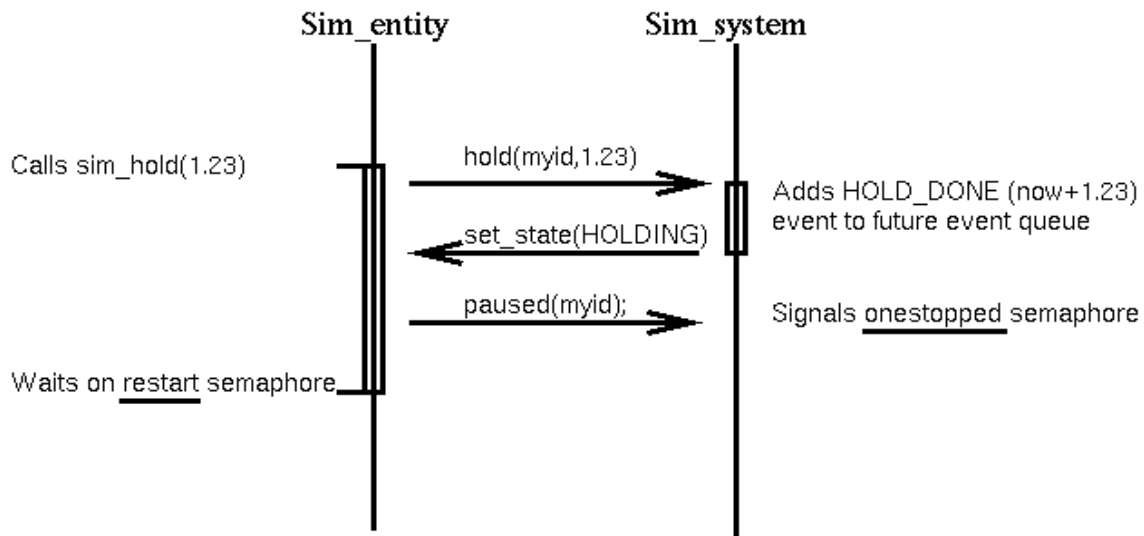 Sim_entity
Sim_system
Calls sim_hold(1.23)
hold(myid,1.23)
Adds HOLD_DONE (now+1.23)
event to future event queue
set_state(HOLDING)
paused(myid);
Signals onestopped semaphore
Waits on restart semaphore